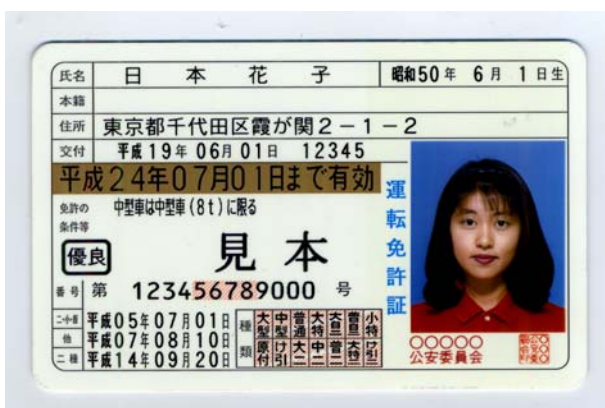 氏名 日本花子 昭和50年 6月 1日生
本籍
住所 東京都千代田区霞が関2-1-2
交付 平成19年06月01日 12345
平成24年07月01日まで有効
免許の条件等 中型車は中型車(8t)に限る
優良
見本
番号 第 123456789000 号
二・小・原 平成05年07月01日
他 平成07年08月10日
二種 平成14年09月20日
種類
大型 中型 普通 大特 大自二 普自二 小特
原付 け引 大二 中二 普二 大特二 け引二
運転免許証
○○○○○
公安委員会